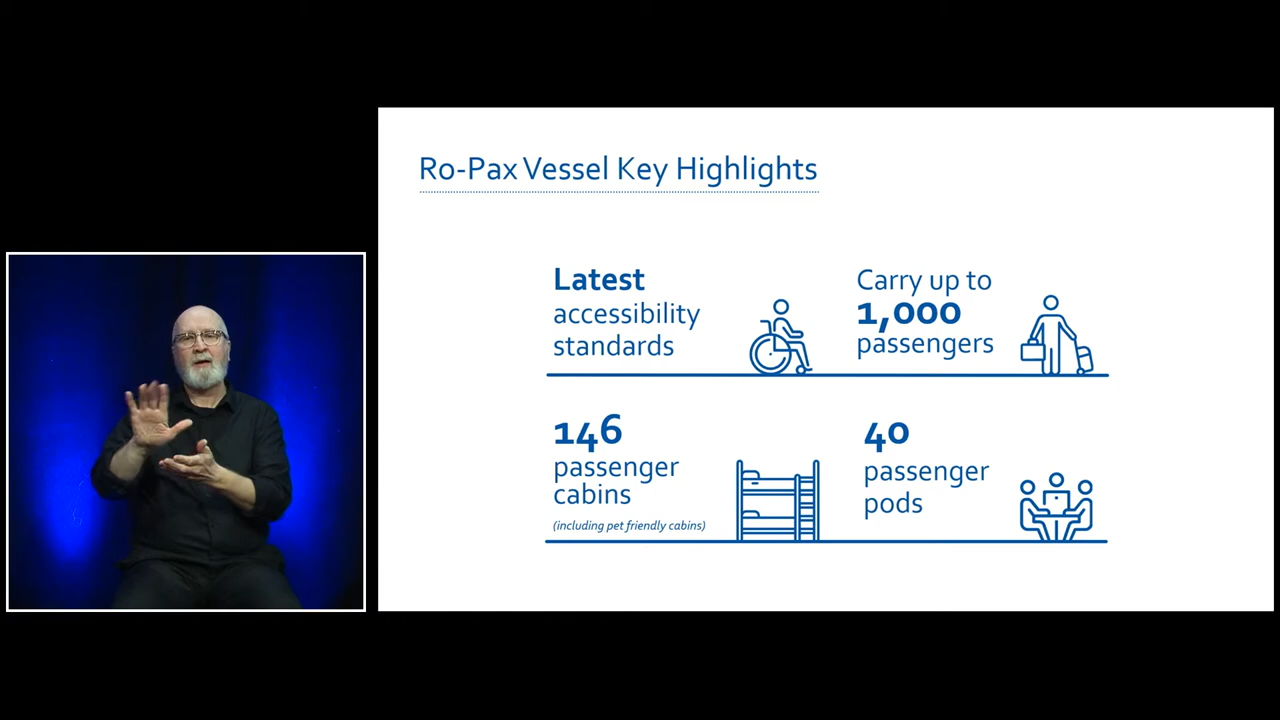 Ro-Pax Vessel Key Highlights
Latest
accessibility
standards
Carry up to
1,000
passengers
146
passenger
cabins
(including pet friendly cabins)
40
passenger
pods